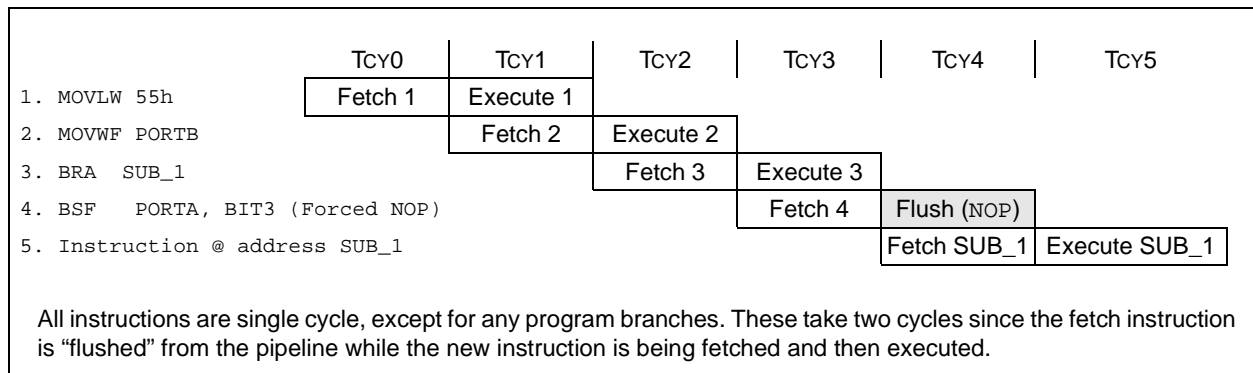 TCY0 TCY1 TCY2 TCY3 TCY4 TCY5
1. MOVLW 55h Fetch 1 Execute 1
2. MOVWF PORTB Fetch 2 Execute 2
3. BRA SUB_1 Fetch 3 Execute 3
4. BSF PORTA, BIT3 (Forced NOP) Fetch 4 Flush (NOP)
5. Instruction @ address SUB_1 Fetch SUB_1 Execute SUB_1
All instructions are single cycle, except for any program branches. These take two cycles since the fetch instruction
is “flushed” from the pipeline while the new instruction is being fetched and then executed.